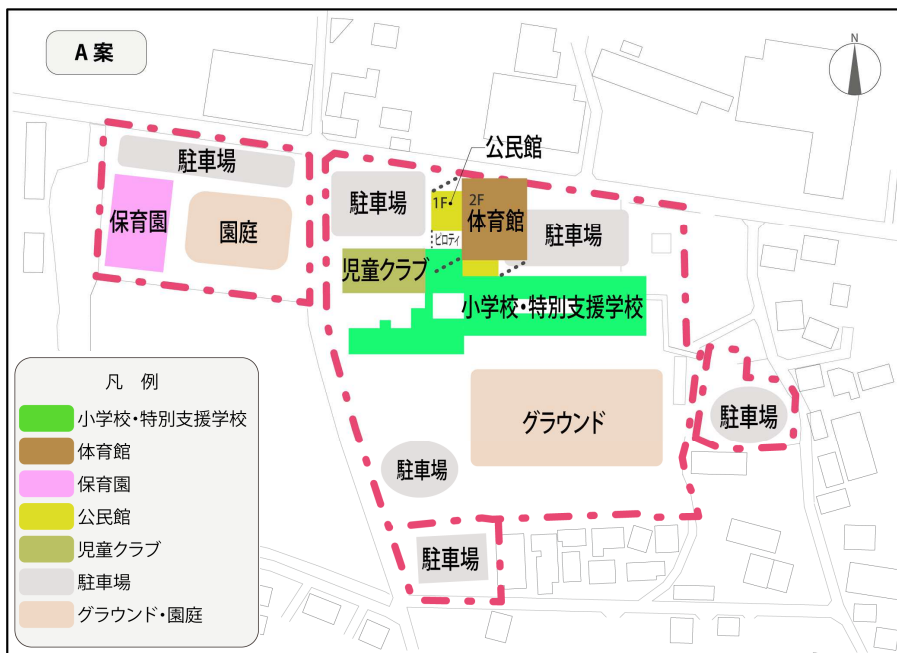 A 案
N
公民館
駐車場
駐車場
1F
2F
体育館
保育園
園庭
ピロティ
駐車場
児童クラブ
小学校・特別支援学校
凡 例
小学校・特別支援学校
体育館
保育園
公民館
児童クラブ
駐車場
グラウンド・園庭
グラウンド
駐車場
駐車場
駐車場